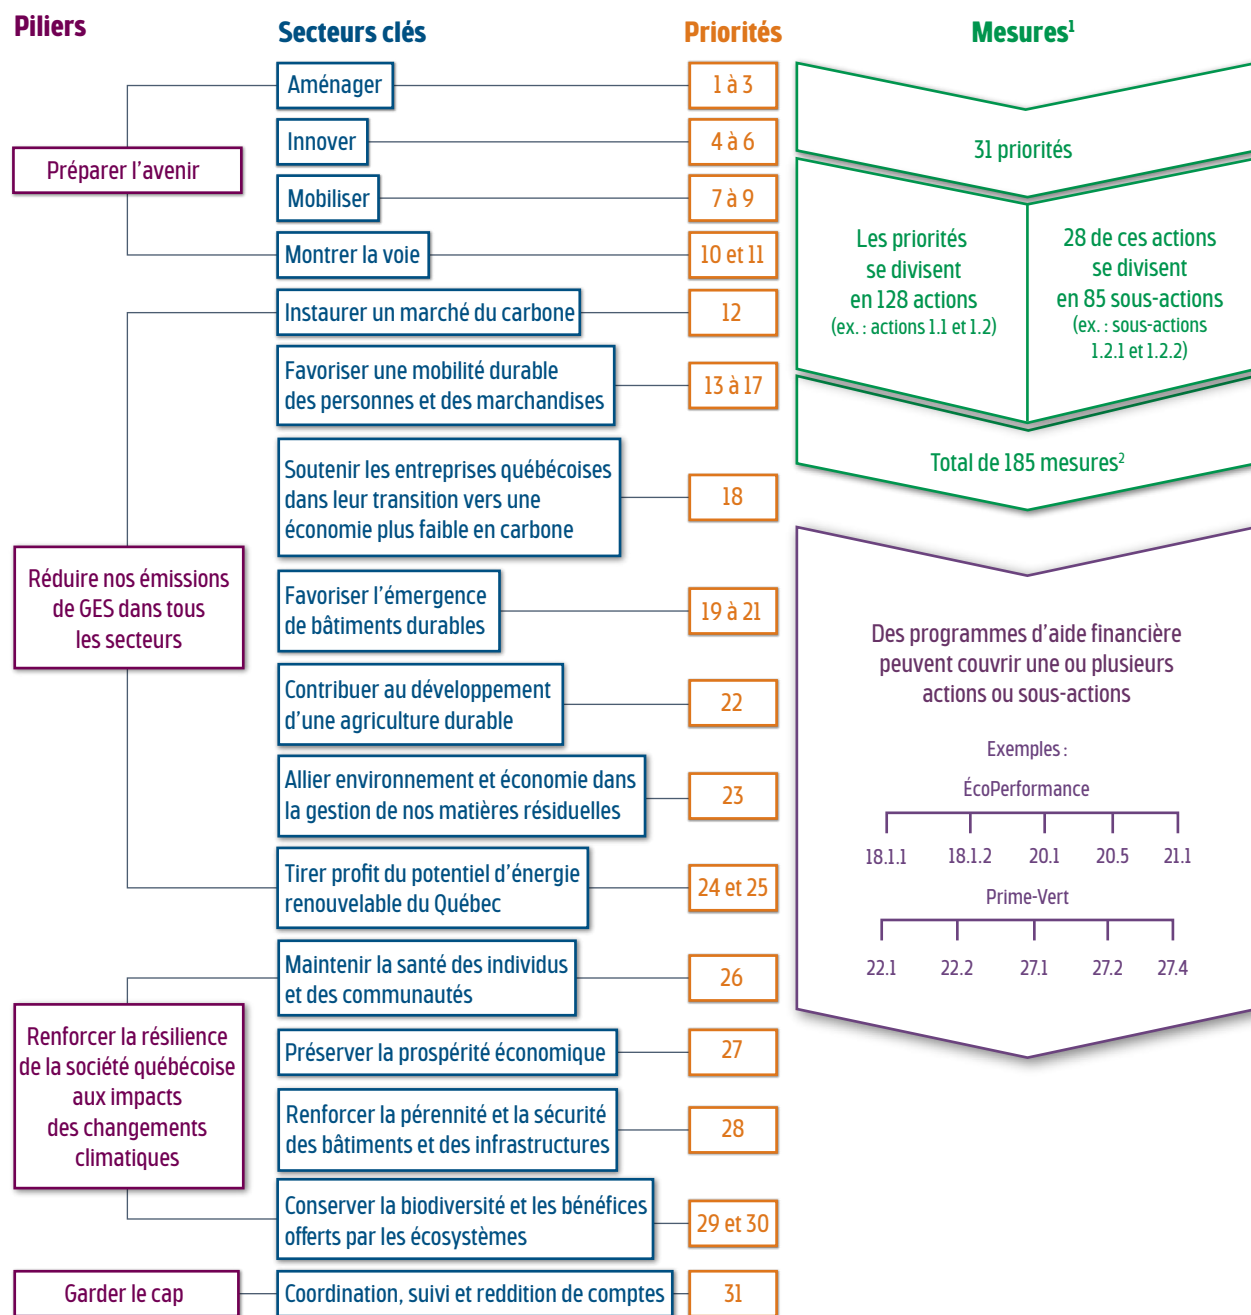 Piliers
Secteurs clés
Priorités
Mesures¹
Préparer l'avenir
Aménager
1 à 3
Innover
4 à 6
Mobiliser
7 à 9
Montrer la voie
10 et 11
Réduire nos émissions
de GES dans tous
les secteurs
Instaurer un marché du carbone
12
Favoriser une mobilité durable
des personnes et des marchandises
13 à 17
Soutenir les entreprises québécoises
dans leur transition vers une
économie plus faible en carbone
18
Favoriser l'émergence
de bâtiments durables
19 à 21
Contribuer au développement
d'une agriculture durable
22
Allier environnement et économie dans
la gestion de nos matières résiduelles
23
Tirer profit du potentiel d'énergie
renouvelable du Québec
24 et 25
Renforcer la résilience
de la société québécoise
aux impacts
des changements
climatiques
Maintenir la santé des individus
et des communautés
26
Préserver la prospérité économique
27
Renforcer la pérennité et la sécurité
des bâtiments et des infrastructures
28
Conserver la biodiversité et les bénéfices
offerts par les écosystèmes
29 et 30
Garder le cap
Coordination, suivi et reddition de comptes
31
31 priorités
Les priorités
se divisent
en 128 actions
(ex. : actions 1.1 et 1.2)
28 de ces actions
se divisent
en 85 sous-actions
(ex. : sous-actions
1.2.1 et 1.2.2)
Total de 185 mesures²
Des programmes d'aide financière
peuvent couvrir une ou plusieurs
actions ou sous-actions
Exemples :
ÉcoPerformance
18.1.1 18.1.2 20.1 20.5 21.1
Prime-Vert
22.1 22.2 27.1 27.2 27.4